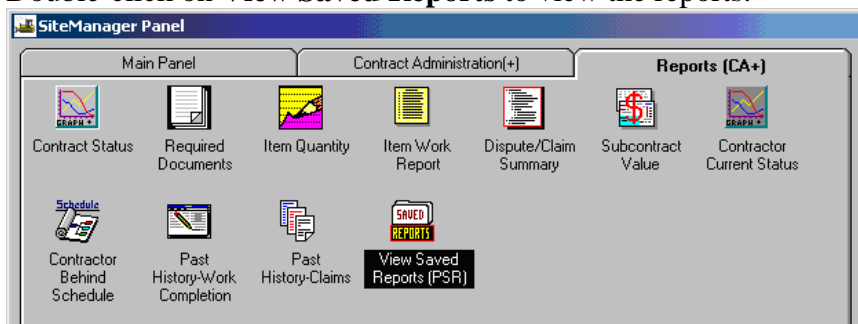 Double-click on View Saved Reports to view the reports.
SiteManager Panel
Main Panel
Contract Administration(+)
Reports (CA+)
GRAPH +
GRAPH +
Contract Status
Required
Documents
Item Quantity
Item Work
Report
Dispute/Claim
Summary
Subcontract
Value
Contractor
Current Status
Schedule
SAVED
REPORTS
Contractor
Behind
Schedule
Past
History-Work
Completion
Past
History-Claims
View Saved
Reports (PSR)